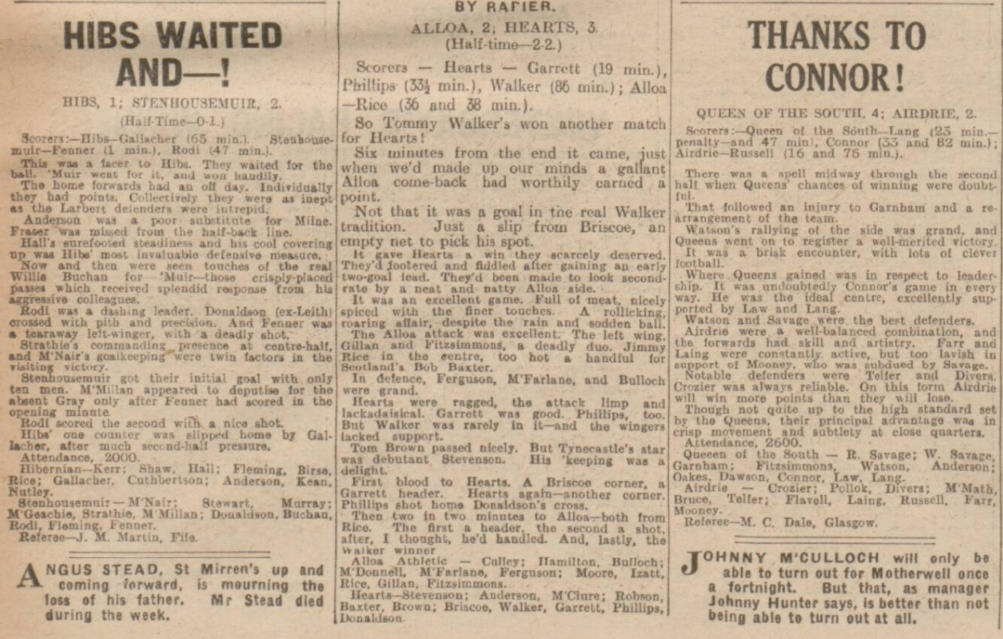 HIBS WAITED
AND—!
HIBS, 1; STENHOUSEMUIR, 2.
(Half-Time—0-1.)
Scorers:—Hibs—Gallacher (65 min.). Stenhouse-
muir—Fenner (1 min.), Rodi (47 min.).
This was a facer to Hibs. They waited for the
ball. 'Muir went for it, and won handily.
The home forwards had an off day. Individually
they had points. Collectively they were as inept
as the Larbert defenders were intrepid.
Anderson was a poor substitute for Milne.
Fraser was missed from the half-back line.
Hall's surefooted steadiness and his cool covering
up was Hibs' most invaluable defensive measure.
Now and then were seen touches of the real
Willie Buchan for 'Muir—those crisply-placed
passes which received splendid response from his
aggressive colleagues.
Rodi was a dashing leader. Donaldson (ex-Leith)
crossed with pith and precision. And Fenner was
a tearaway left-winger, with a deadly shot.
Strathie's commanding presence at centre-half,
and M'Nair's goalkeeping were twin factors in the
visiting victory.
Stenhousemuir got their initial goal with only
ten men. M'Millan appeared to deputise for the
absent Gray only after Fenner had scored in the
opening minute.
Rodi scored the second with a nice shot.
Hibs' one counter was slipped home by Gal-
lacher, after much second-half pressure.
Attendance, 2000.
Hibernian—Kerr; Shaw, Hall; Fleming, Birse,
Rice; Gallacher, Cuthbertson; Anderson, Kean,
Nutley.
Stenhousemuir—M'Nair; Stewart, Murray;
M'Geachie, Strathie, M'Millan; Donaldson, Buchan,
Rodi, Fleming, Fenner.
Referee—J. M. Martin, Fife.
ANGUS STEAD, St Mirren's up and
coming forward, is mourning the
loss of his father. Mr Stead died
during the week.
BY RAPIER.
ALLOA, 2; HEARTS, 3.
(Half-time—2-2.)
Scorers — Hearts — Garrett (19 min.),
Phillips (33½ min.), Walker (86 min.); Alloa
—Rice (36 and 38 min.).
So Tommy Walker's won another match
for Hearts!
Six minutes from the end it came, just
when we'd made up our minds a gallant
Alloa come-back had worthily earned a
point.
Not that it was a goal in the real Walker
tradition. Just a slip from Briscoe, an
empty net to pick his spot.
It gave Hearts a win they scarcely deserved.
They'd footered and fiddled after gaining an early
two-goal lead. They'd been made to look second-
rate by a neat and natty Alloa side.
It was an excellent game. Full of meat, nicely
spiced with the finer touches. A rollicking,
roaring affair, despite the rain and sodden ball.
The Alloa attack was excellent. The left wing,
Gillan and Fitzsimmons, a deadly duo. Jimmy
Rice in the centre, too hot a handful for
Scotland's Bob Baxter.
In defence, Ferguson, M'Farlane, and Bulloch
were grand.
Hearts were ragged, the attack limp and
lackadaisical. Garrett was good. Phillips, too.
But Walker was rarely in it—and the wingers
lacked support.
Tom Brown passed nicely. But Tynecastle's star
was debutant Stevenson. His 'keeping was a
delight.
First blood to Hearts. A Briscoe corner, a
Garrett header. Hearts again—another corner.
Phillips shot home Donaldson's cross.
Then two in two minutes to Alloa—both from
Rice. The first a header, the second a shot,
after, I thought, he'd handled. And, lastly, the
Walker winner
Alloa Athletic — Culley; Hamilton, Bulloch;
M'Donnell, M'Farlane, Ferguson; Moore, Izatt,
Rice, Gillan, Fitzsimmons.
Hearts—Stevenson; Anderson, M'Clure; Robson,
Baxter, Brown; Briscoe, Walker, Garrett, Phillips,
Donaldson.
THANKS TO
CONNOR!
QUEEN OF THE SOUTH, 4; AIRDRIE, 2.
Scorers:—Queen of the South—Lang (23 min.—
penalty—and 47 min), Connor (33 and 82 min.);
Airdrie—Russell (16 and 75 min.).
There was a spell midway through the second
half when Queens' chances of winning were doubt-
ful.
That followed an injury to Garnham and a re-
arrangement of the team.
Watson's rallying of the side was grand, and
Queens went on to register a well-merited victory.
It was a brisk encounter, with lots of clever
football.
Where Queens gained was in respect to leader-
ship. It was undoubtedly Connor's game in every
way. He was the ideal centre, excellently sup-
ported by Law and Lang.
Watson and Savage were the best defenders.
Airdrie were a well-balanced combination, and
the forwards had skill and artistry. Farr and
Laing were constantly active, but too lavish in
support of Mooney, who was subdued by Savage.
Notable defenders were Telfer and Divers.
Crozier was always reliable. On this form Airdrie
will win more points than they will lose.
Though not quite up to the high standard set
by the Queens, their principal advantage was in
crisp movement and subtlety at close quarters.
Attendance, 2600.
Queen of the South — R. Savage; W. Savage,
Garnham; Fitzsimmons, Watson, Anderson;
Oakes, Dawson, Connor, Law, Lang.
Airdrie — Crozier; Pollok, Divers; M'Math,
Bruce, Telfer; Flavell, Laing, Russell, Farr,
Mooney.
Referee—M. C. Dale, Glasgow.
JOHNNY M'CULLOCH will only be
able to turn out for Motherwell once
a fortnight. But that, as manager
Johnny Hunter says, is better than not
being able to turn out at all.